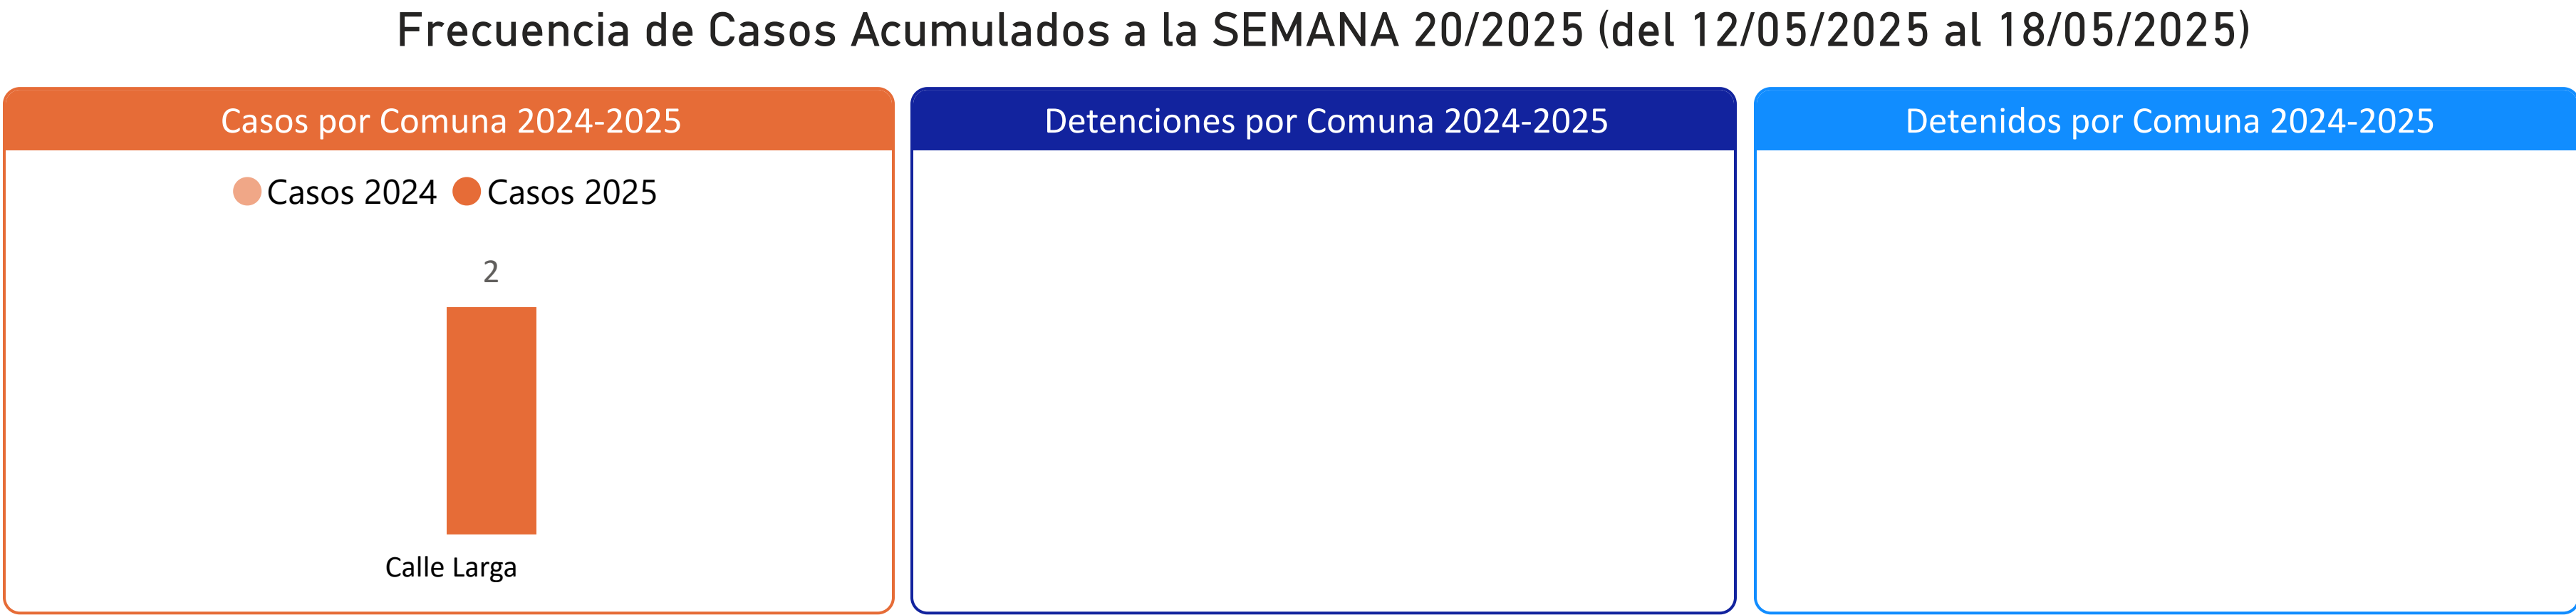 Frecuencia de Casos Acumulados a la SEMANA 20/2025 (del 12/05/2025 al 18/05/2025)
Casos por Comuna 2024-2025
Casos 2024 Casos 2025
2
Calle Larga
Detenciones por Comuna 2024-2025
Detenidos por Comuna 2024-2025